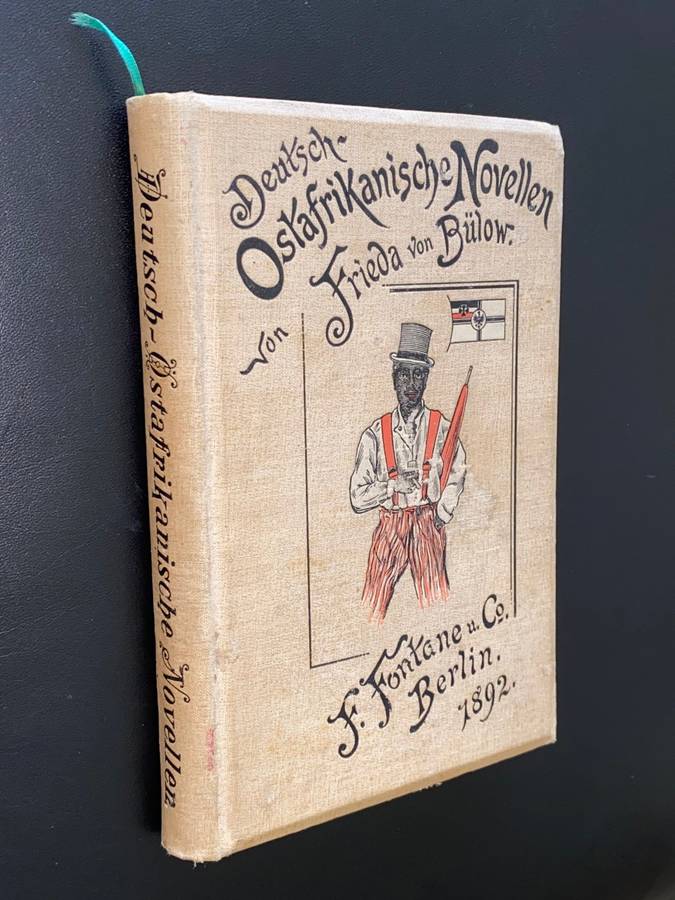 Deutsch-
Ostafrikanische Novellen
von Frieda von Bülow.
F. Fontane u. Co.
Berlin.
1892.
Deutsch-Ostafrikanische Novellen